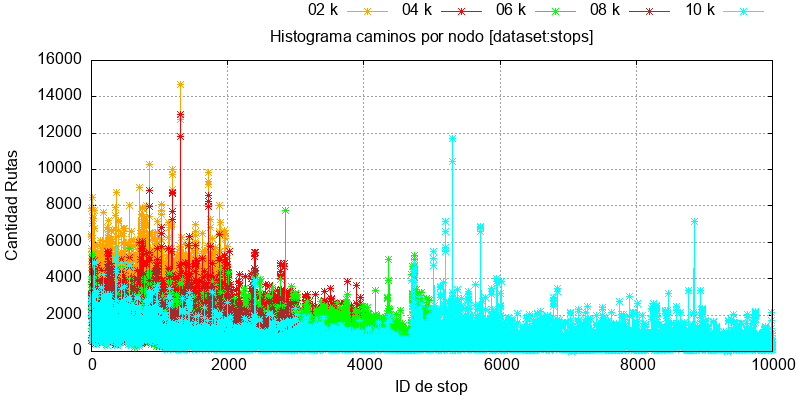 02 k 04 k 06 k 08 k 10 k
Histograma caminos por nodo [dataset:stops]
Cantidad Rutas
16000
14000
12000
10000
8000
6000
4000
2000
0
0 2000 4000 6000 8000 10000
ID de stop